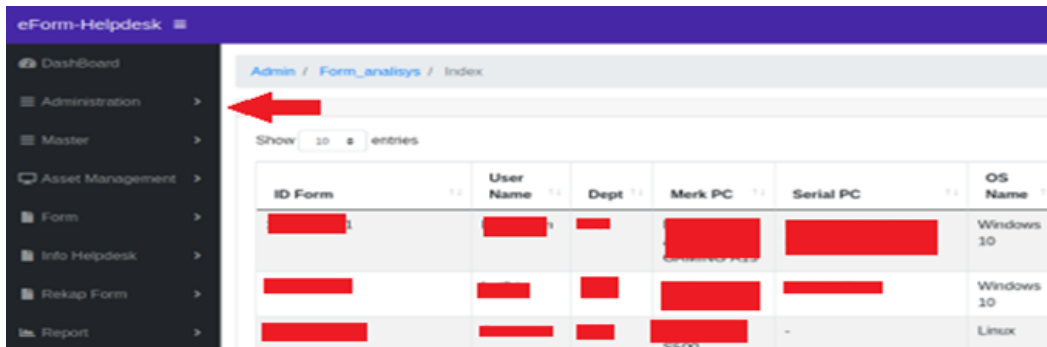 eForm-Helpdesk
DashBoard
Admin / Form_analisys / Index
Administration
Master
Show 10 entries
Asset Management
ID Form User Name Dept Merk PC Serial PC OS Name
Form
1 Windows 10
Info Helpdesk
Rekap Form
Windows 10
Report
- Linux